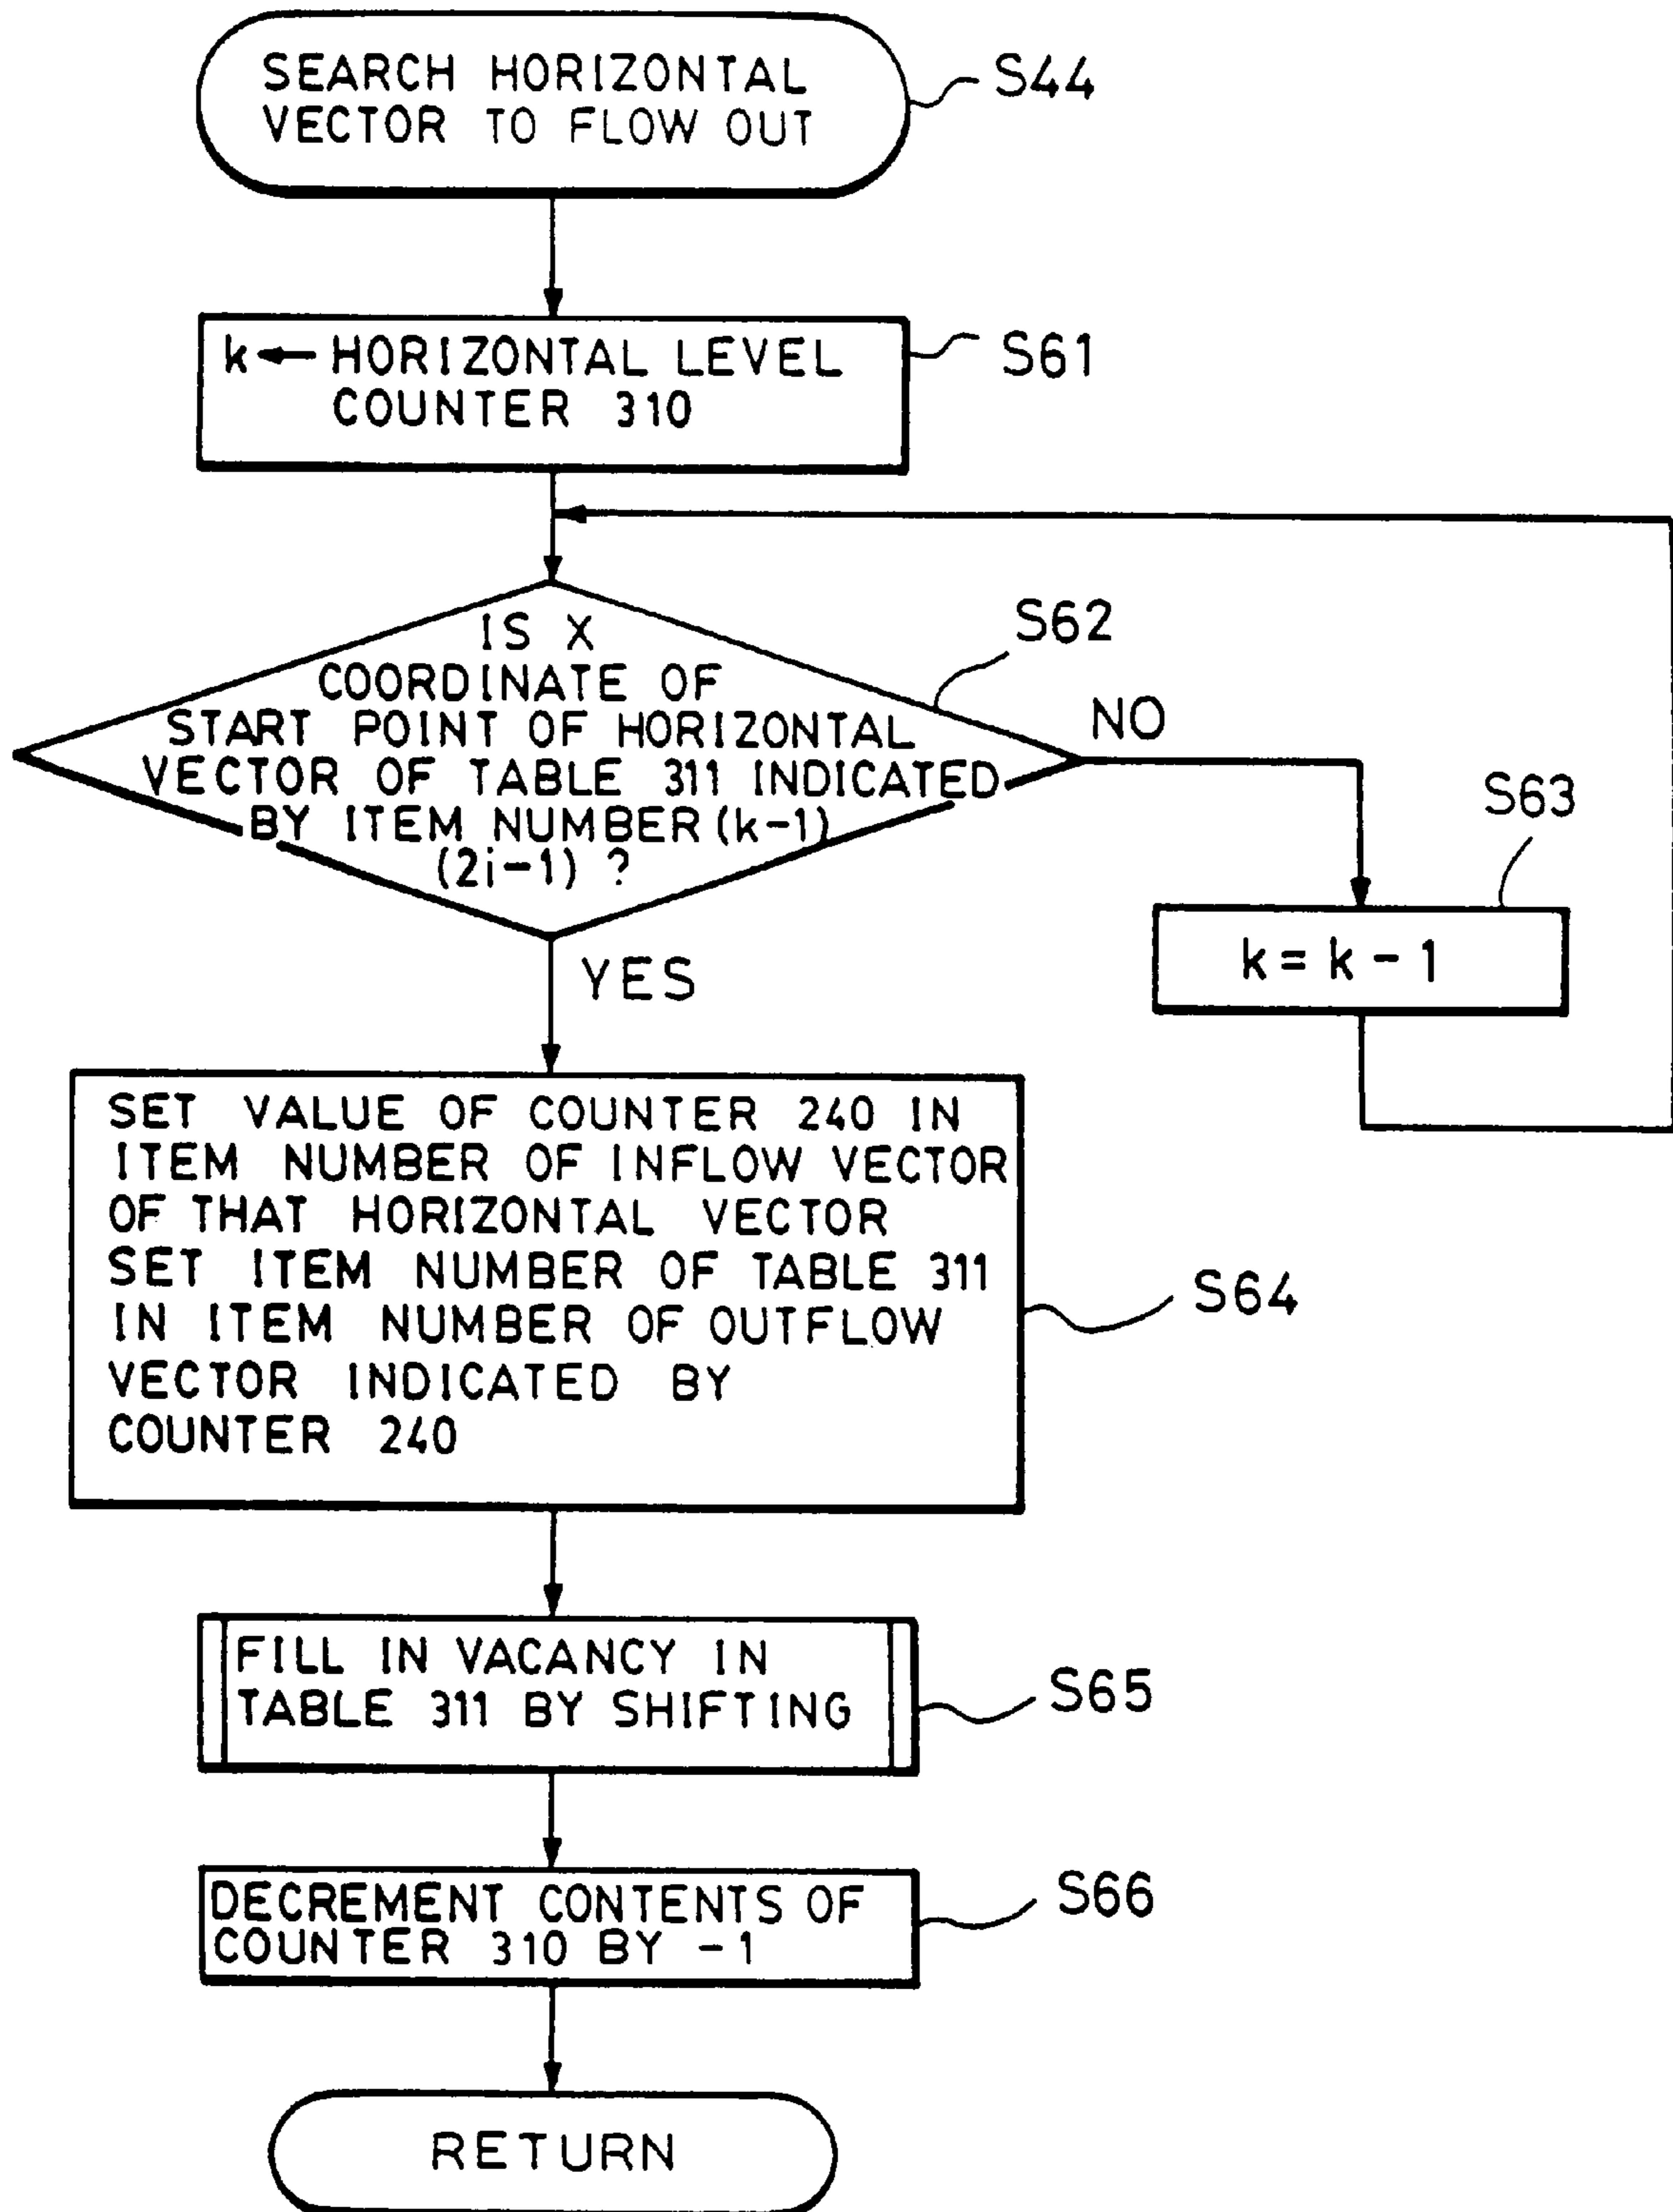 SEARCH HORIZONTAL
VECTOR TO FLOW OUT
S44
k ← HORIZONTAL LEVEL
COUNTER 310
S61
IS X
COORDINATE OF
START POINT OF HORIZONTAL
VECTOR OF TABLE 311 INDICATED
BY ITEM NUMBER (k-1)
(2i-1) ?
S62
NO
S63
k = k - 1
YES
SET VALUE OF COUNTER 240 IN
ITEM NUMBER OF INFLOW VECTOR
OF THAT HORIZONTAL VECTOR
SET ITEM NUMBER OF TABLE 311
IN ITEM NUMBER OF OUTFLOW
VECTOR INDICATED BY
COUNTER 240
S64
FILL IN VACANCY IN
TABLE 311 BY SHIFTING
S65
DECREMENT CONTENTS OF
COUNTER 310 BY -1
S66
RETURN